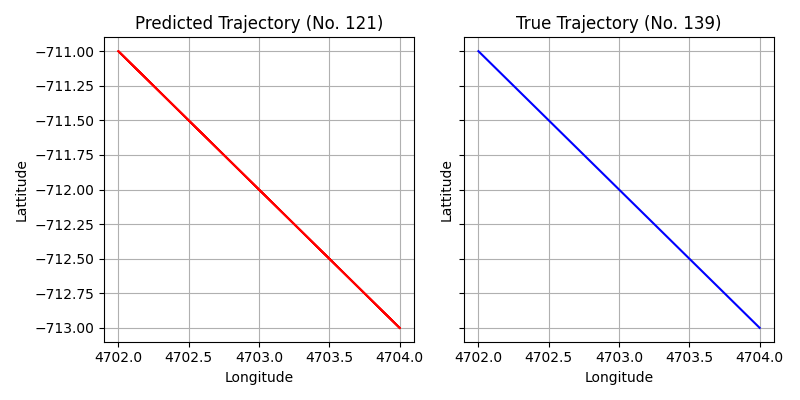 Predicted Trajectory (No. 121)
True Trajectory (No. 139)
Lattitude
−711.00
−711.25
−711.50
−711.75
−712.00
−712.25
−712.50
−712.75
−713.00
4702.0 4702.5 4703.0 4703.5 4704.0
Longitude
Lattitude
4702.0 4702.5 4703.0 4703.5 4704.0
Longitude